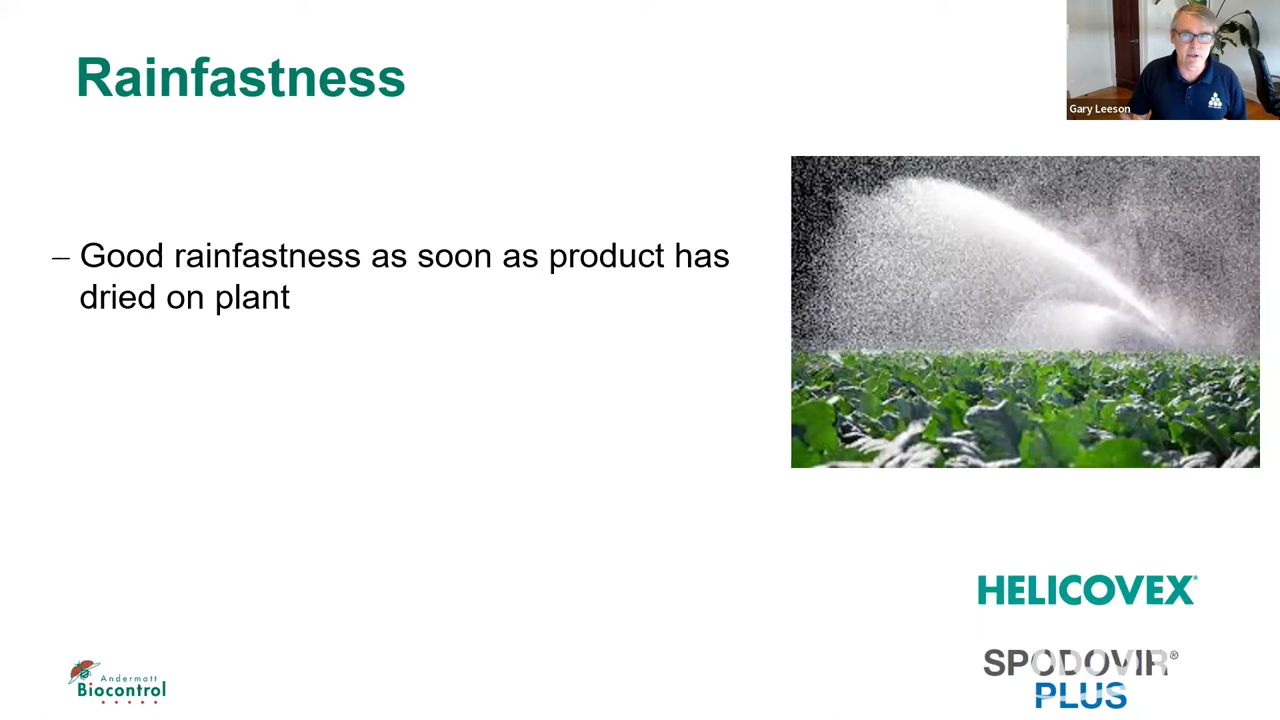 Rainfastness
Gary Leeson
– Good rainfastness as soon as product has
dried on plant
HELICOVEX®
SPODOVIR®
PLUS
Andermatt
Biocontrol